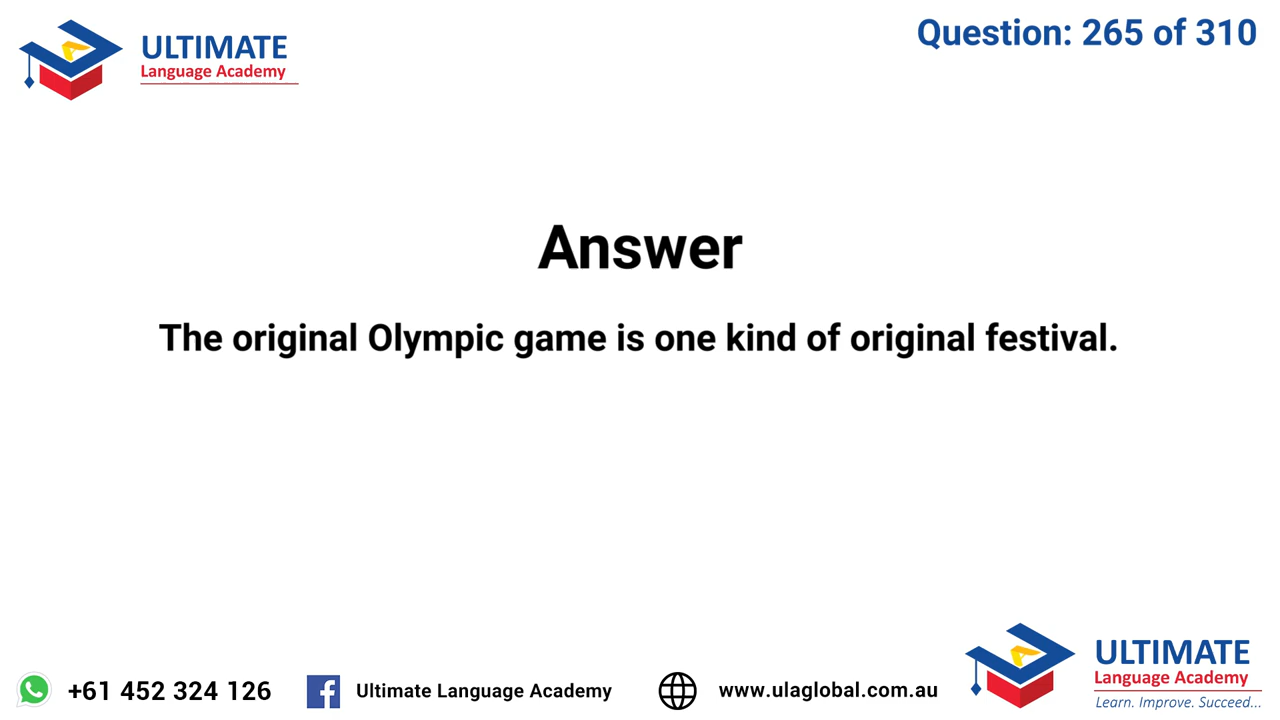 ULTIMATE
Language Academy
Question: 265 of 310
Answer
The original Olympic game is one kind of original festival.
+61 452 324 126
Ultimate Language Academy
www.ulaglobal.com.au
ULTIMATE
Language Academy
Learn. Improve. Succeed...